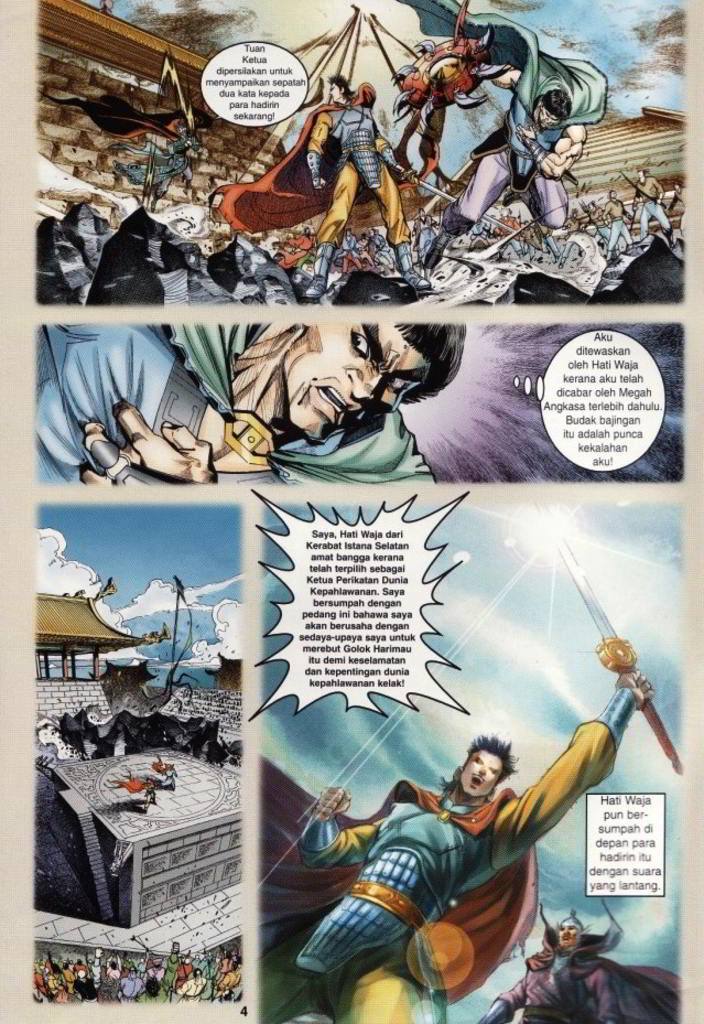 Tuan
Ketua
dipersilakan untuk
menyampaikan sepatah
dua kata kepada
para hadirin
sekarang!
Aku
ditewaskan
oleh Hati Waja
kerana aku telah
dicabar oleh Megah
Angkasa terlebih dahulu.
Budak bajingan
itu adalah punca
kekalahan
aku!
Saya, Hati Waja dari
Kerabat Istana Selatan
amat bangga kerana
telah terpilih sebagai
Ketua Perikatan Dunia
Kepahlawanan. Saya
bersumpah dengan
pedang ini bahawa saya
akan berusaha dengan
sedaya-upaya saya untuk
merebut Golok Harimau
itu demi keselamatan
dan kepentingan dunia
kepahlawanan kelak!
Hati Waja
pun ber-
sumpah di
depan para
hadirin itu
dengan suara
yang lantang.
4